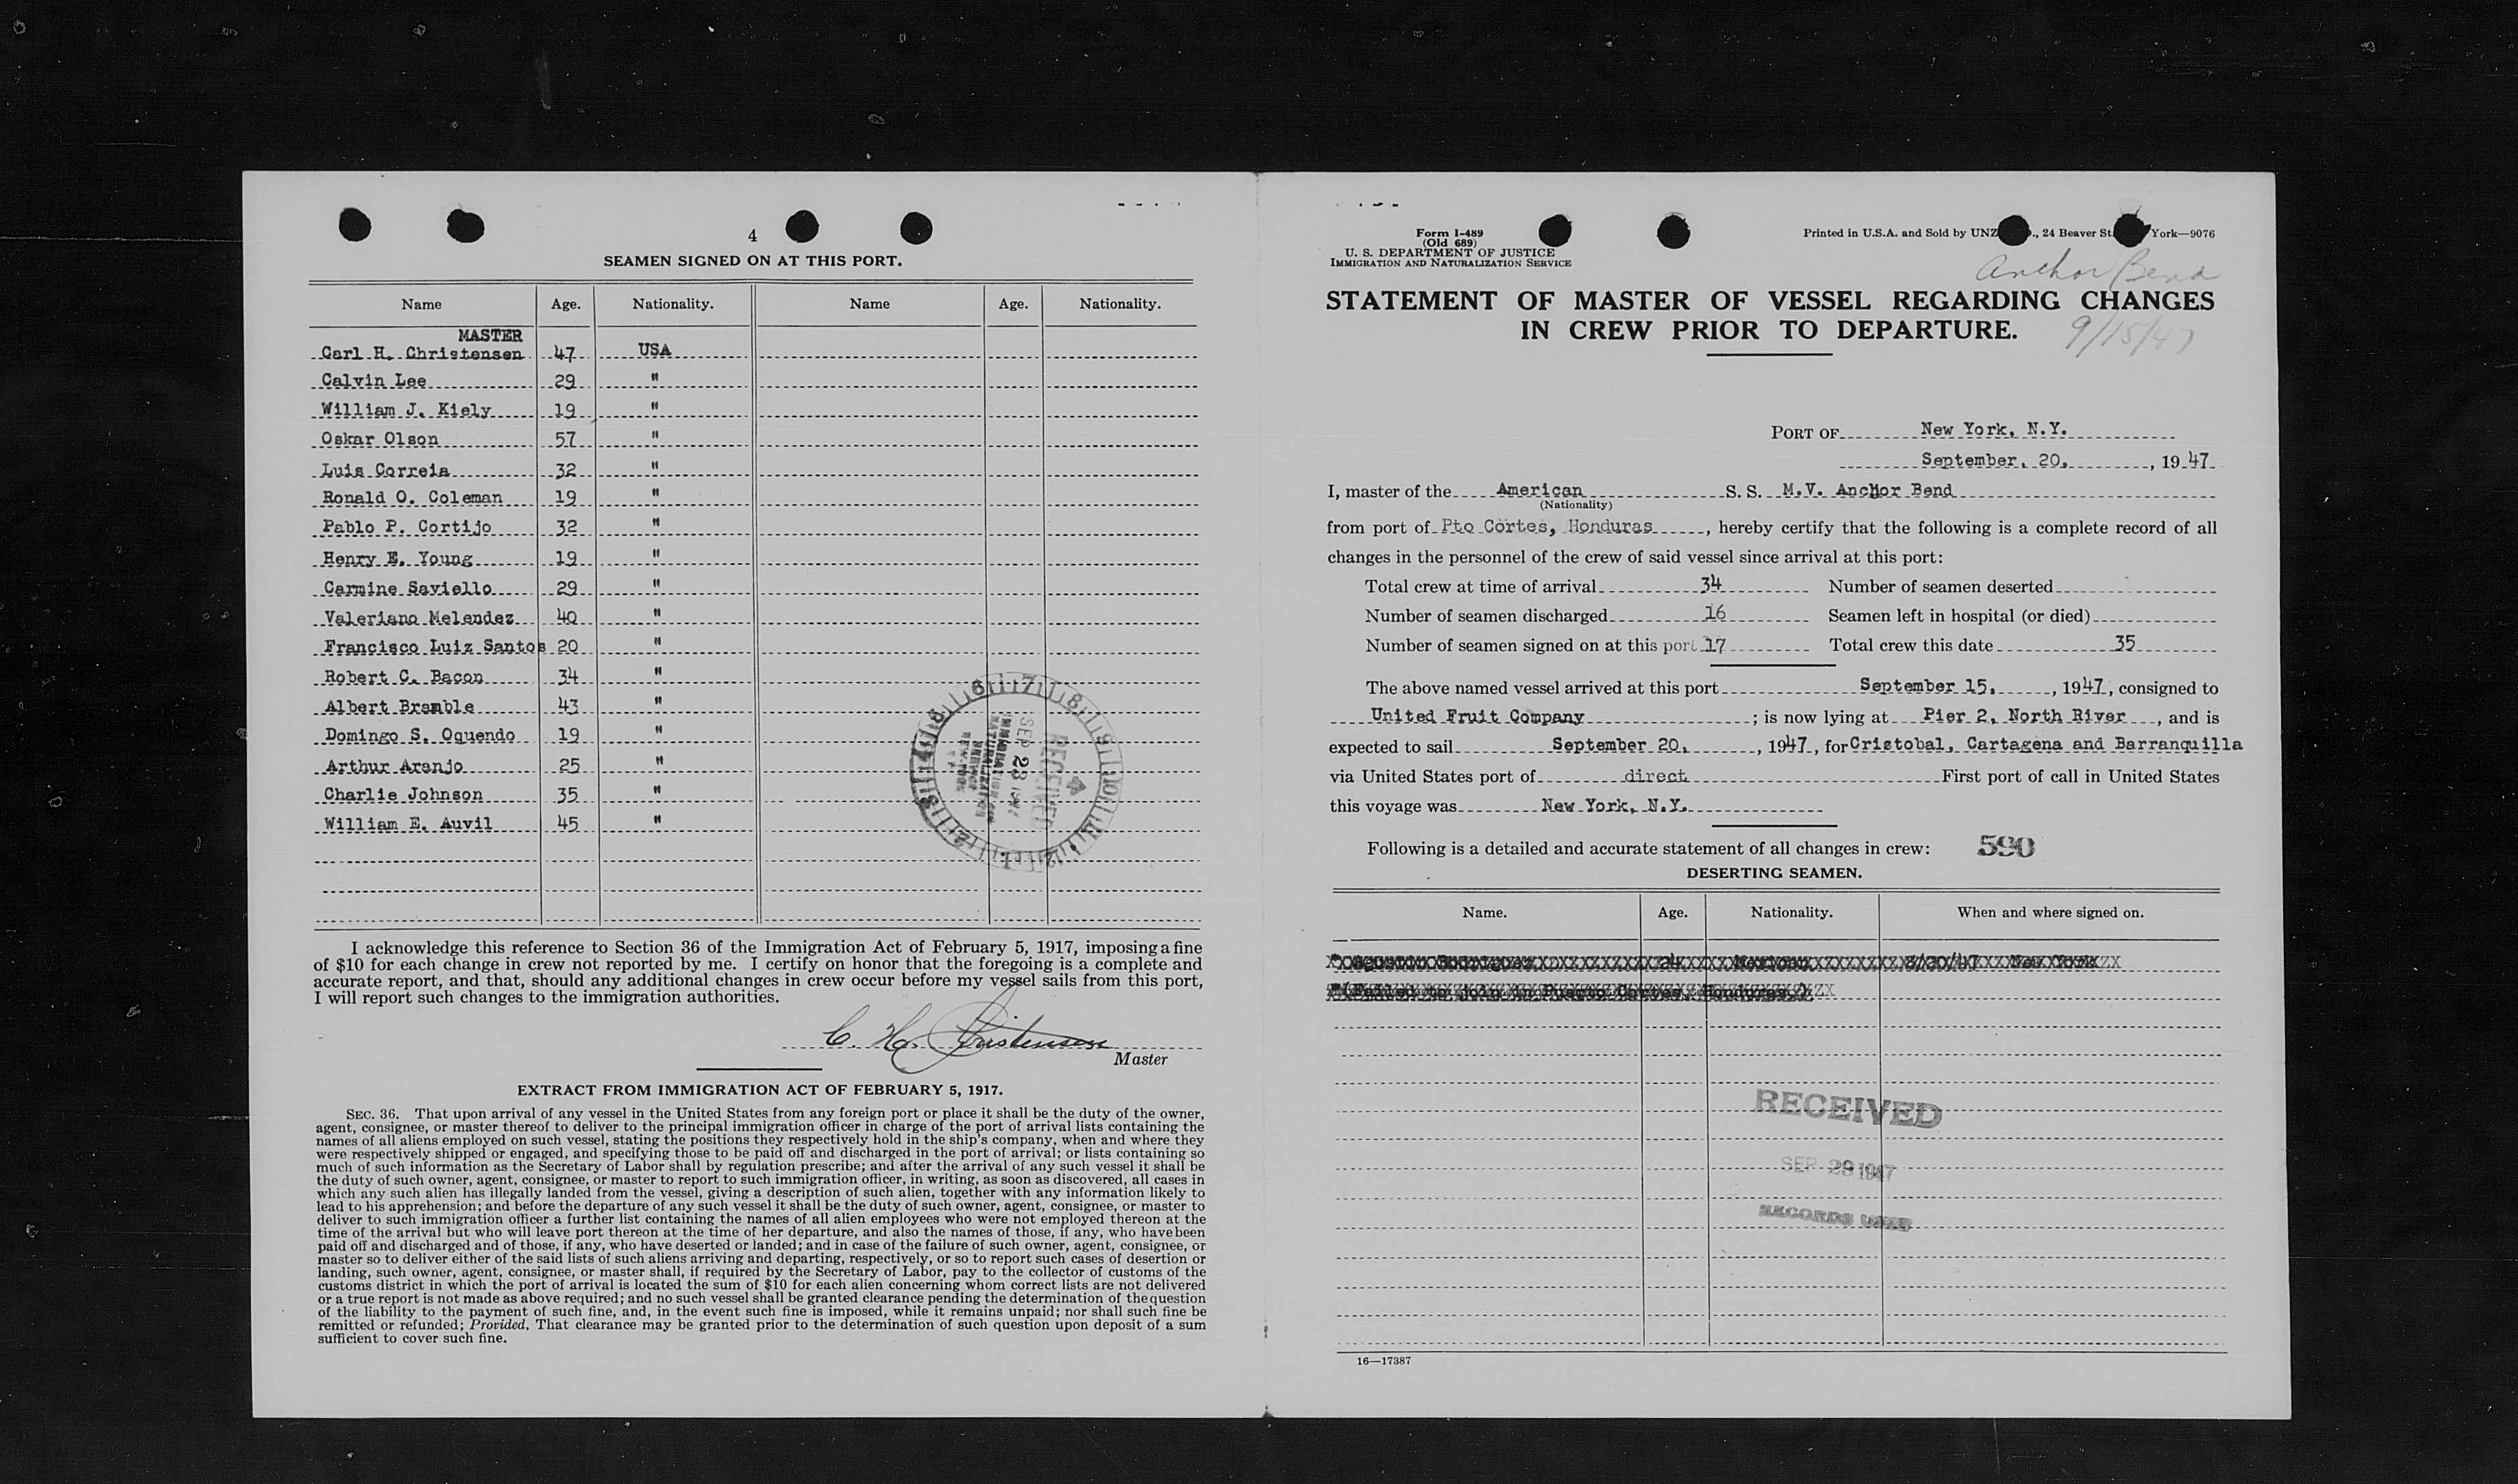 4
SEAMEN SIGNED ON AT THIS PORT.
Name Age. Nationality. Name Age. Nationality.
MASTER
Carl H. Christensen 47 USA
Calvin Lee 29 "
William J. Kiely 19 "
Oskar Olson 57 "
Luis Correia 32 "
Ronald O. Coleman 19 "
Pablo P. Cortijo 32 "
Henry E. Young 19 "
Carmine Saviello 29 "
Valeriano Melendez 40 "
Francisco Luiz Santos 20 "
Robert C. Bacon 34 "
Albert Bramble 43 "
Domingo S. Oquendo 19 "
Arthur Aranjo 25 "
Charlie Johnson 35 "
William E. Auvil 45 "
RECEIVED
SEP 23
I acknowledge this reference to Section 36 of the Immigration Act of February 5, 1917, imposing a fine
of $10 for each change in crew not reported by me. I certify on honor that the foregoing is a complete and
accurate report, and that, should any additional changes in crew occur before my vessel sails from this port,
I will report such changes to the immigration authorities.
C. H. Christensen
Master
EXTRACT FROM IMMIGRATION ACT OF FEBRUARY 5, 1917.
SEC. 36. That upon arrival of any vessel in the United States from any foreign port or place it shall be the duty of the owner,
agent, consignee, or master thereof to deliver to the principal immigration officer in charge of the port of arrival lists containing the
names of all aliens employed on such vessel, stating the positions they respectively hold in the ship's company, when and where they
were respectively shipped or engaged, and specifying those to be paid off and discharged in the port of arrival; or lists containing so
much of such information as the Secretary of Labor shall by regulation prescribe; and after the arrival of any such vessel it shall be
the duty of such owner, agent, consignee, or master to report to such immigration officer, in writing, as soon as discovered, all cases in
which any such alien has illegally landed from the vessel, giving a description of such alien, together with any information likely to
lead to his apprehension; and before the departure of any such vessel it shall be the duty of such owner, agent, consignee, or master to
deliver to such immigration officer a further list containing the names of all alien employees who were not employed thereon at the
time of the arrival but who will leave port thereon at the time of her departure, and also the names of those, if any, who have been
paid off and discharged and of those, if any, who have deserted or landed; and in case of the failure of such owner, agent, consignee, or
master so to deliver either of the said lists of such aliens arriving and departing, respectively, or so to report such cases of desertion or
landing, such owner, agent, consignee, or master shall, if required by the Secretary of Labor, pay to the collector of customs of the
customs district in which the port of arrival is located the sum of $10 for each alien concerning whom correct lists are not delivered
or a true report is not made as above required; and no such vessel shall be granted clearance pending the determination of the question
of the liability to the payment of such fine, and, in the event such fine is imposed, while it remains unpaid; nor shall such fine be
remitted or refunded; Provided, That clearance may be granted prior to the determination of such question upon deposit of a sum
sufficient to cover such fine.
Form I-489
(Old 689)
U. S. DEPARTMENT OF JUSTICE
IMMIGRATION AND NATURALIZATION SERVICE
Printed in U.S.A. and Sold by UNZ ., 24 Beaver St. York—9076
Anchor Bend
STATEMENT OF MASTER OF VESSEL REGARDING CHANGES
IN CREW PRIOR TO DEPARTURE.
9/15/47
PORT OF New York, N.Y.
September, 20, , 1947
I, master of the American S. S. M.V. Anchor Bend
(Nationality)
from port of Pto Cortes, Honduras , hereby certify that the following is a complete record of all
changes in the personnel of the crew of said vessel since arrival at this port:
Total crew at time of arrival 34 Number of seamen deserted
Number of seamen discharged 16 Seamen left in hospital (or died)
Number of seamen signed on at this port 17 Total crew this date 35
The above named vessel arrived at this port September 15, , 1947, consigned to
United Fruit Company ; is now lying at Pier 2, North River , and is
expected to sail September 20, , 1947, for Cristobal, Cartagena and Barranquilla
via United States port of direct First port of call in United States
this voyage was New York, N.Y.
Following is a detailed and accurate statement of all changes in crew: 590
DESERTING SEAMEN.
Name. Age. Nationality. When and where signed on.
24 Mexican 8/30/47 New York
(Failed to join in Puerto Cortes, Honduras.)
RECEIVED
SEP 29 1947
RECORDS
16—17387